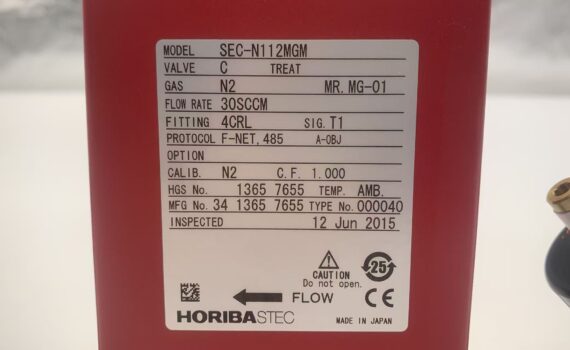 MODEL SEC-N112MGM
VALVE C TREAT
GAS N2 MR. MG-01
FLOW RATE 30SCCM
FITTING 4CRL SIG. T1
PROTOCOL F-NET, 485 A-OBJ
OPTION
CALIB. N2 C.F. 1.000
HGS No. 1365 7655 TEMP. AMB.
MFG No. 34 1365 7655 TYPE No. 000040
INSPECTED 12 Jun 2015
25
CAUTION
Do not open.
FLOW CE
HORIBASTEC MADE IN JAPAN